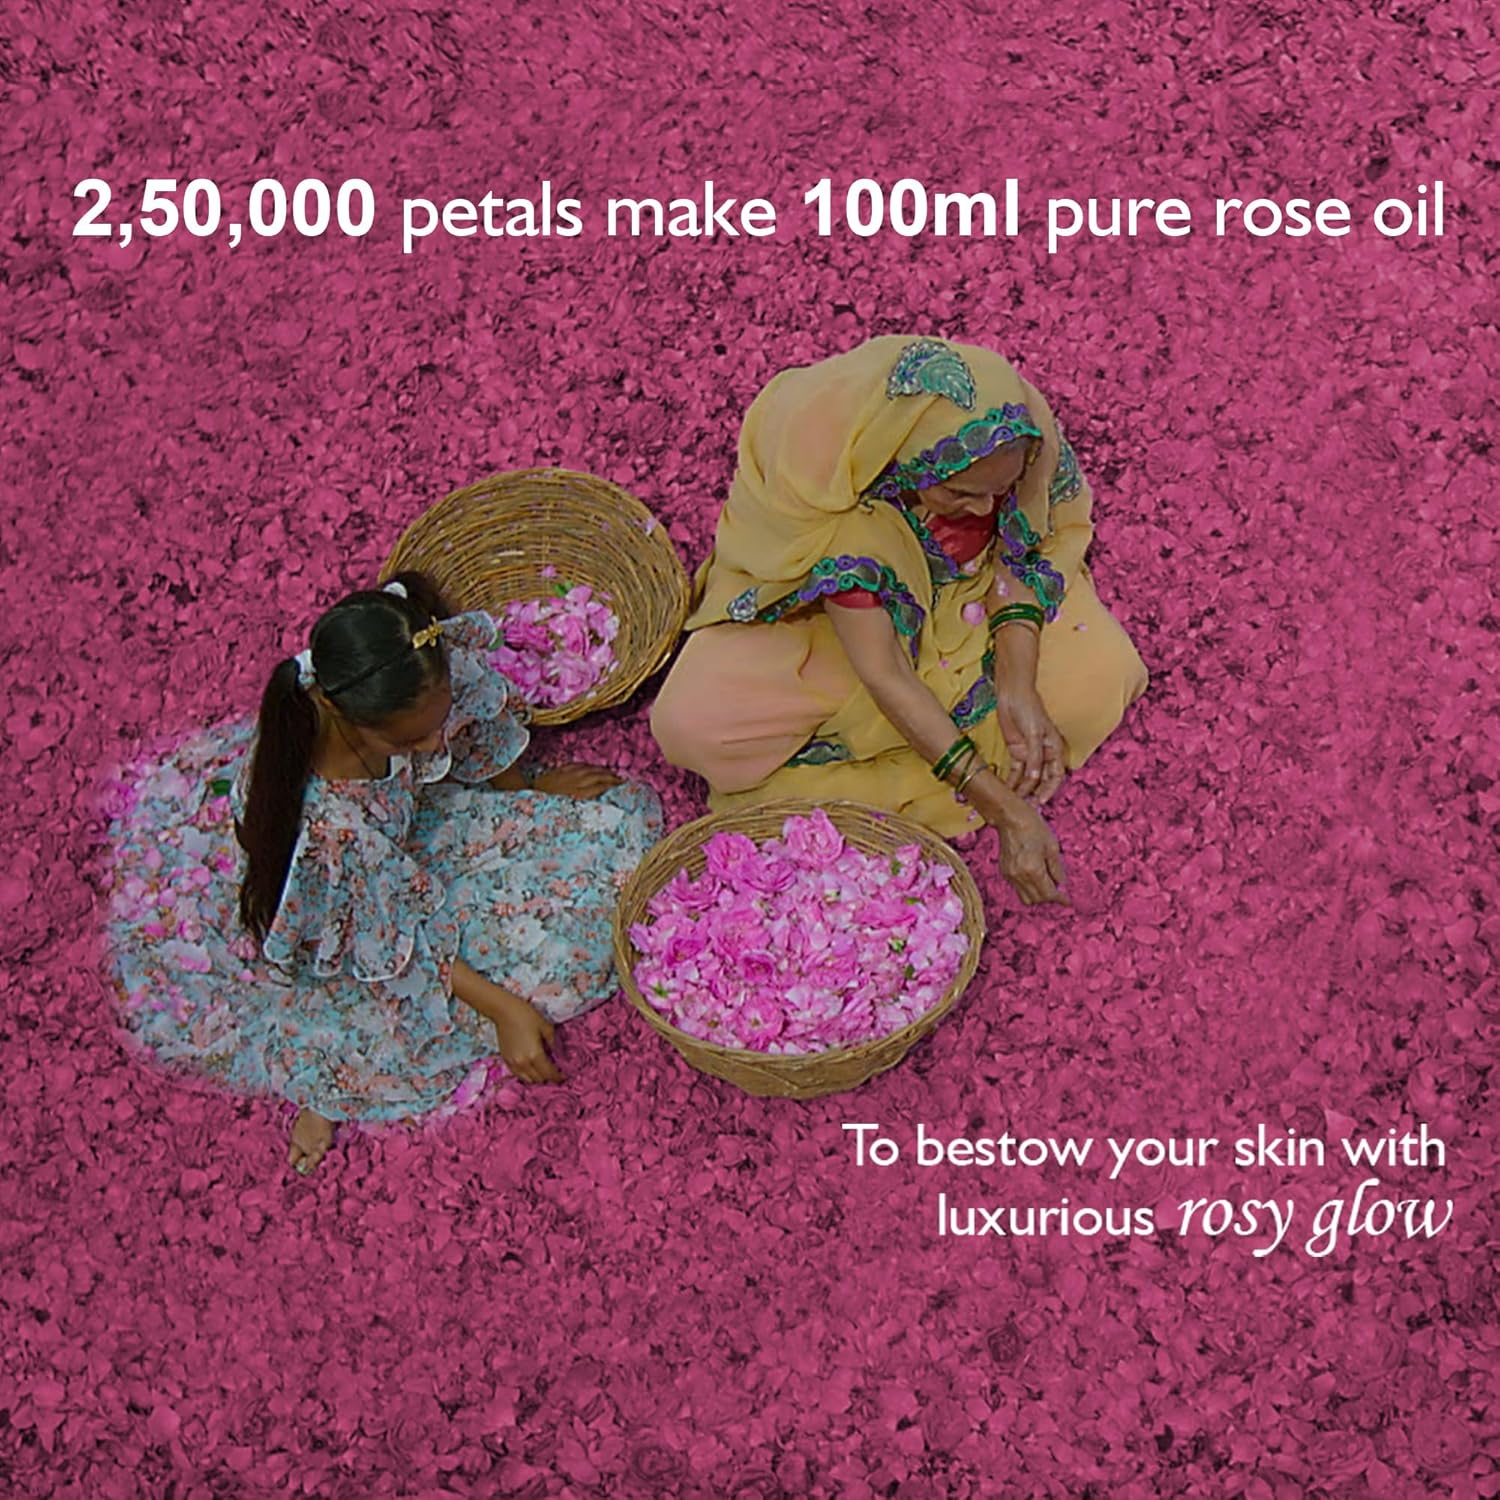 2,50,000 petals make 100ml pure rose oil
To bestow your skin with
luxurious rosy glow